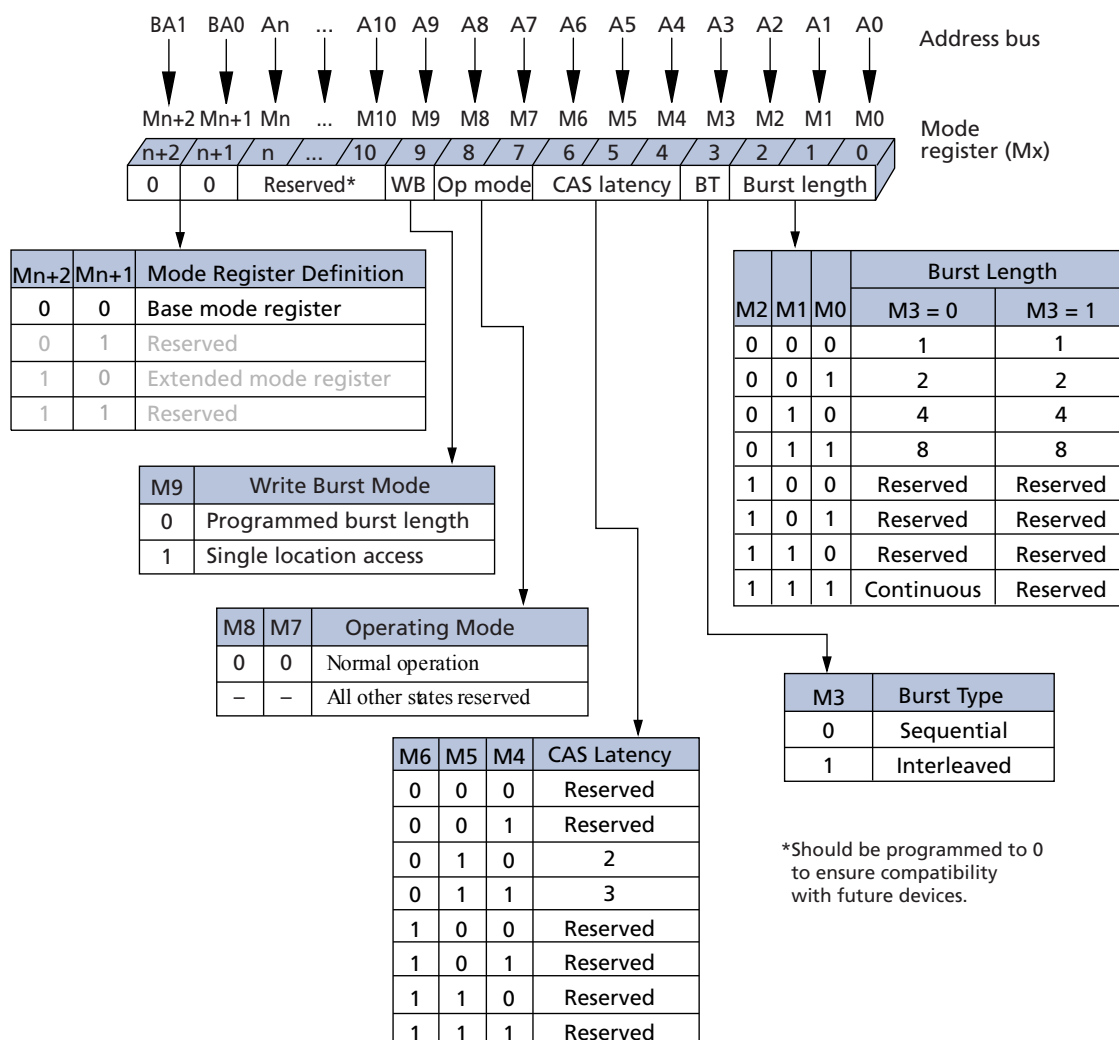 BA1 BA0 An ... A10 A9 A8 A7 A6 A5 A4 A3 A2 A1 A0 Address bus
Mn+2 Mn+1 Mn ... M10 M9 M8 M7 M6 M5 M4 M3 M2 M1 M0
Mode
register (Mx)
n+2 n+1 n ... 10 9 8 7 6 5 4 3 2 1 0
0 0 Reserved* WB Op mode CAS latency BT Burst length
Mn+2 Mn+1 Mode Register Definition
0 0 Base mode register
0 1 Reserved
1 0 Extended mode register
1 1 Reserved
Burst Length
M2 M1 M0 M3 = 0 M3 = 1
0 0 0 1 1
0 0 1 2 2
0 1 0 4 4
0 1 1 8 8
1 0 0 Reserved Reserved
1 0 1 Reserved Reserved
1 1 0 Reserved Reserved
1 1 1 Continuous Reserved
M9 Write Burst Mode
0 Programmed burst length
1 Single location access
M8 M7 Operating Mode
0 0 Normal operation
– – All other states reserved
M3 Burst Type
0 Sequential
1 Interleaved
M6 M5 M4 CAS Latency
0 0 0 Reserved
0 0 1 Reserved
0 1 0 2
0 1 1 3
1 0 0 Reserved
1 0 1 Reserved
1 1 0 Reserved
1 1 1 Reserved
*Should be programmed to 0
to ensure compatibility
with future devices.